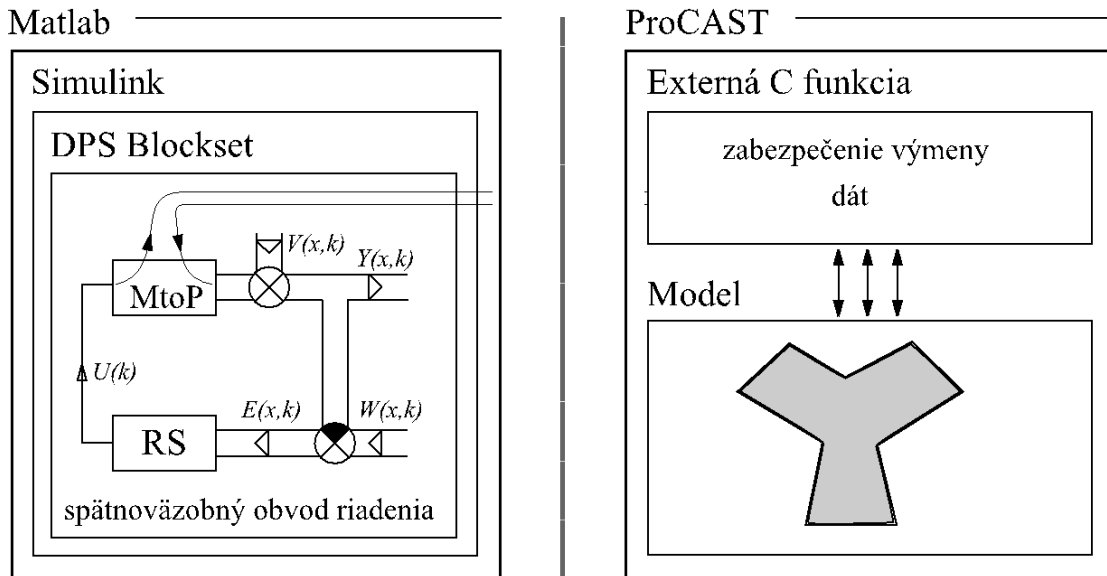 Matlab
Simulink
DPS Blockset
V(x,k)
Y(x,k)
MtoP
U(k)
E(x,k)
W(x,k)
RS
spätnoväzobný obvod riadenia
ProCAST
Externá C funkcia
zabezpečenie výmeny
dát
Model